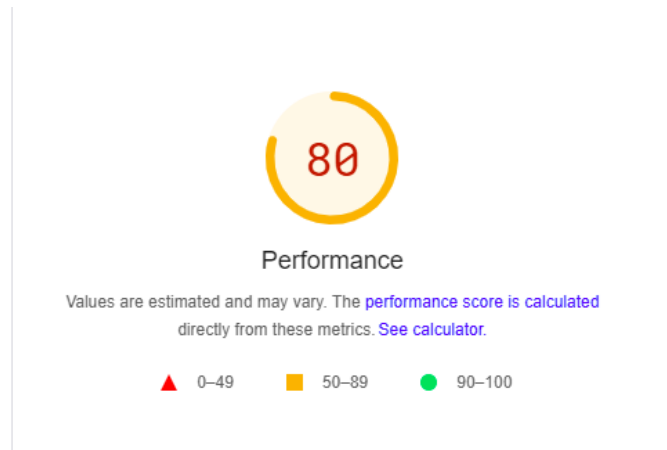 80
Performance
Values are estimated and may vary. The performance score is calculated
directly from these metrics. See calculator.
0–49 50–89 90–100